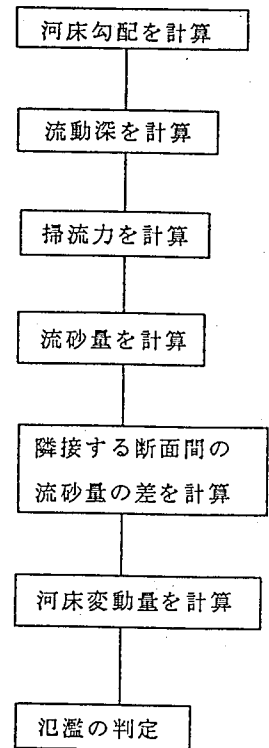 河床勾配を計算
流動深を計算
掃流力を計算
流砂量を計算
隣接する断面間の
流砂量の差を計算
河床変動量を計算
氾濫の判定